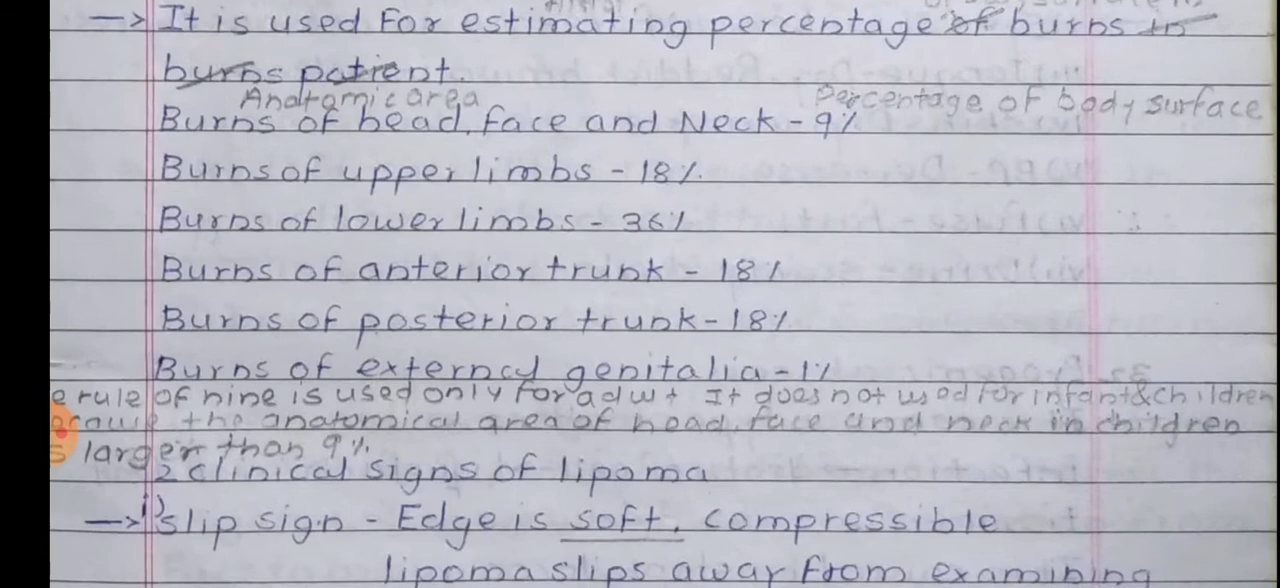 -> It is used For estimating percentage of burns in
burns patient.
Anatomic area Percentage of body surface
Burns of head, face and Neck - 9%
Burns of upper limbs - 18%.
Burns of lower limbs - 36%
Burns of anterior trunk - 18%
Burns of posterior trunk - 18%
Burns of external genitalia - 1%
e rule of nine is used only for adult It does not used for infant & children
the anatomical area of head, face and neck in children
s larger than 9%.
2 clinical signs of lipoma
-> i) slip sign - Edge is soft, compressible
lipoma slips away from examining